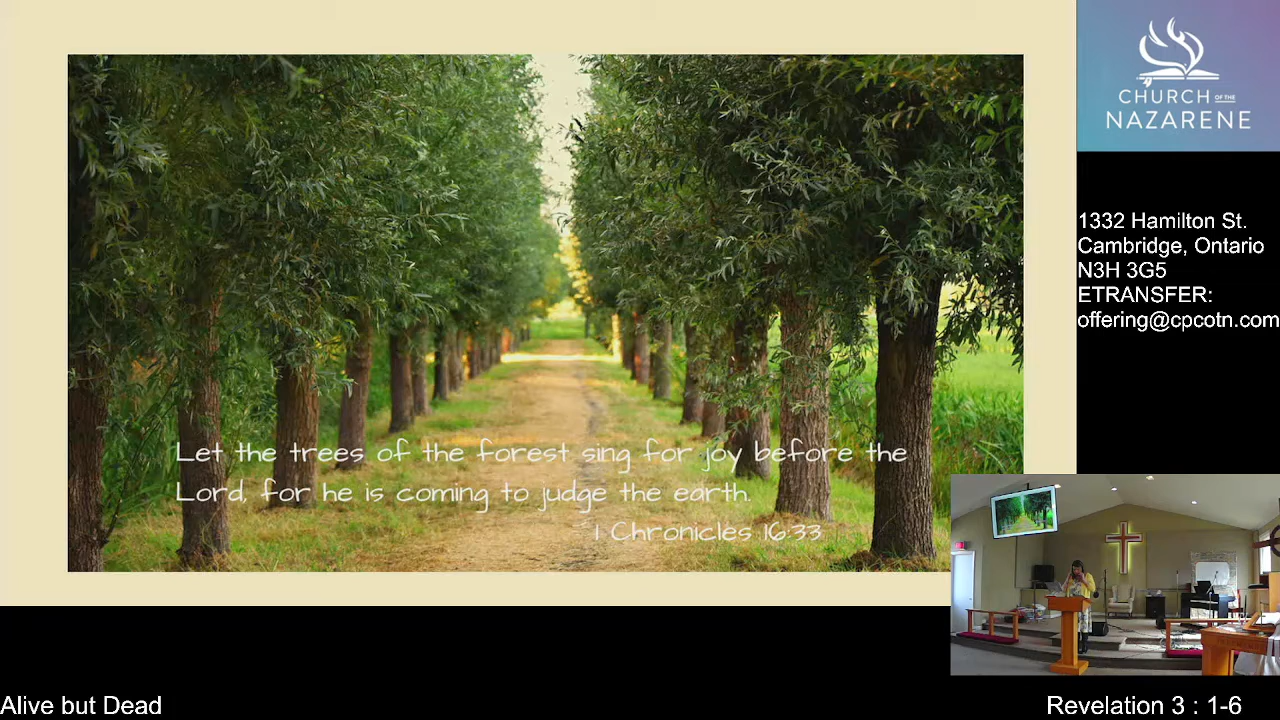 Let the trees of the forest sing for joy before the
Lord, for he is coming to judge the earth.
1 Chronicles 16:33
CHURCH OF THE
NAZARENE
1332 Hamilton St.
Cambridge, Ontario
N3H 3G5
ETRANSFER:
offering@cpcotn.com
Alive but Dead
Revelation 3 : 1-6